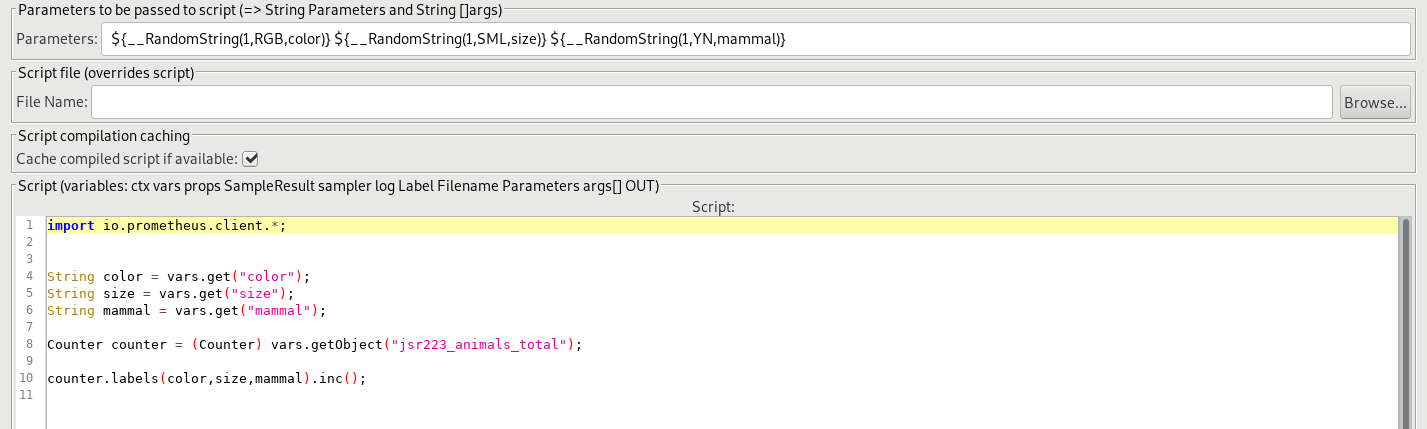 Parameters to be passed to script (=> String Parameters and String []args)
Parameters: ${__RandomString(1,RGB,color)} ${__RandomString(1,SML,size)} ${__RandomString(1,YN,mammal)}
Script file (overrides script)
File Name: Browse...
Script compilation caching
Cache compiled script if available:
Script (variables: ctx vars props SampleResult sampler log Label Filename Parameters args[] OUT)
Script:
1 import io.prometheus.client.*;
2
3
4 String color = vars.get("color");
5 String size = vars.get("size");
6 String mammal = vars.get("mammal");
7
8 Counter counter = (Counter) vars.getObject("jsr223_animals_total");
9
10 counter.labels(color,size,mammal).inc();
11